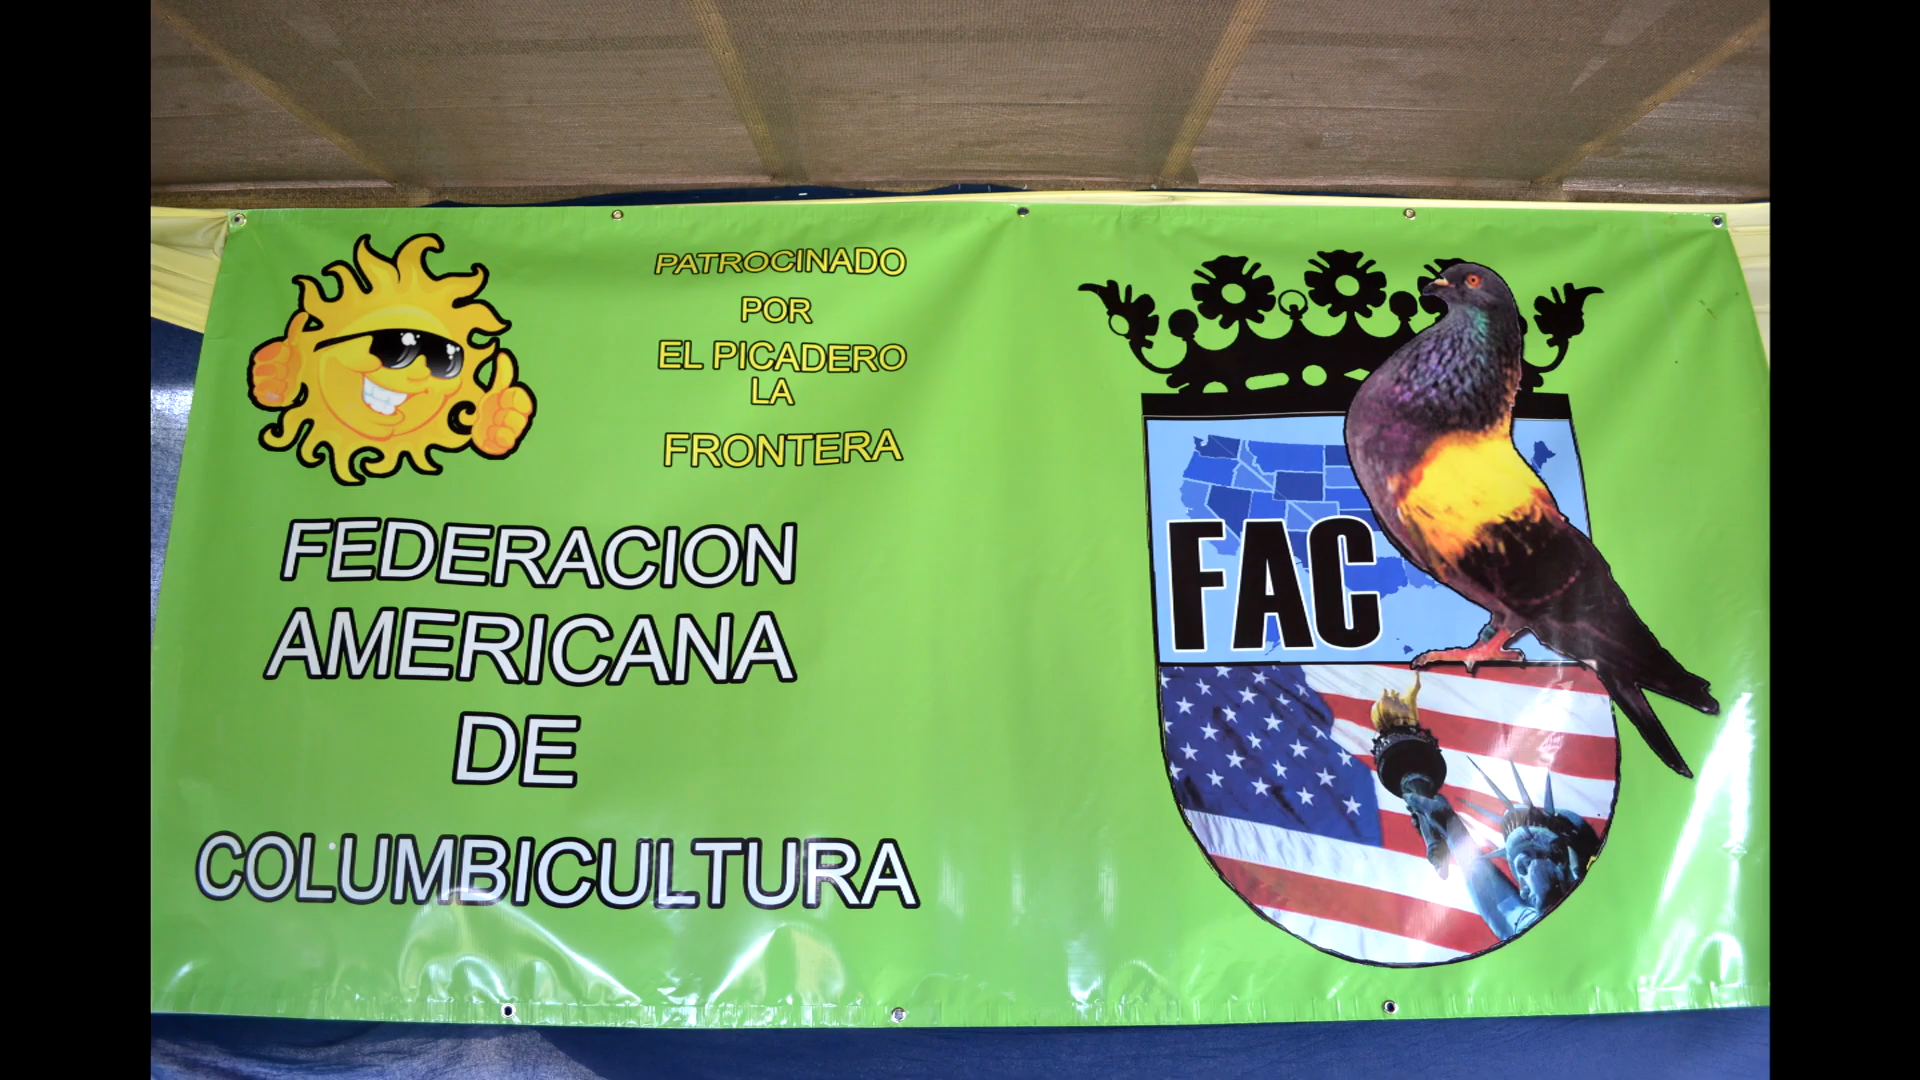 PATROCINADO
POR
EL PICADERO
LA
FRONTERA
FEDERACION
AMERICANA
DE
COLUMBICULTURA
FAC